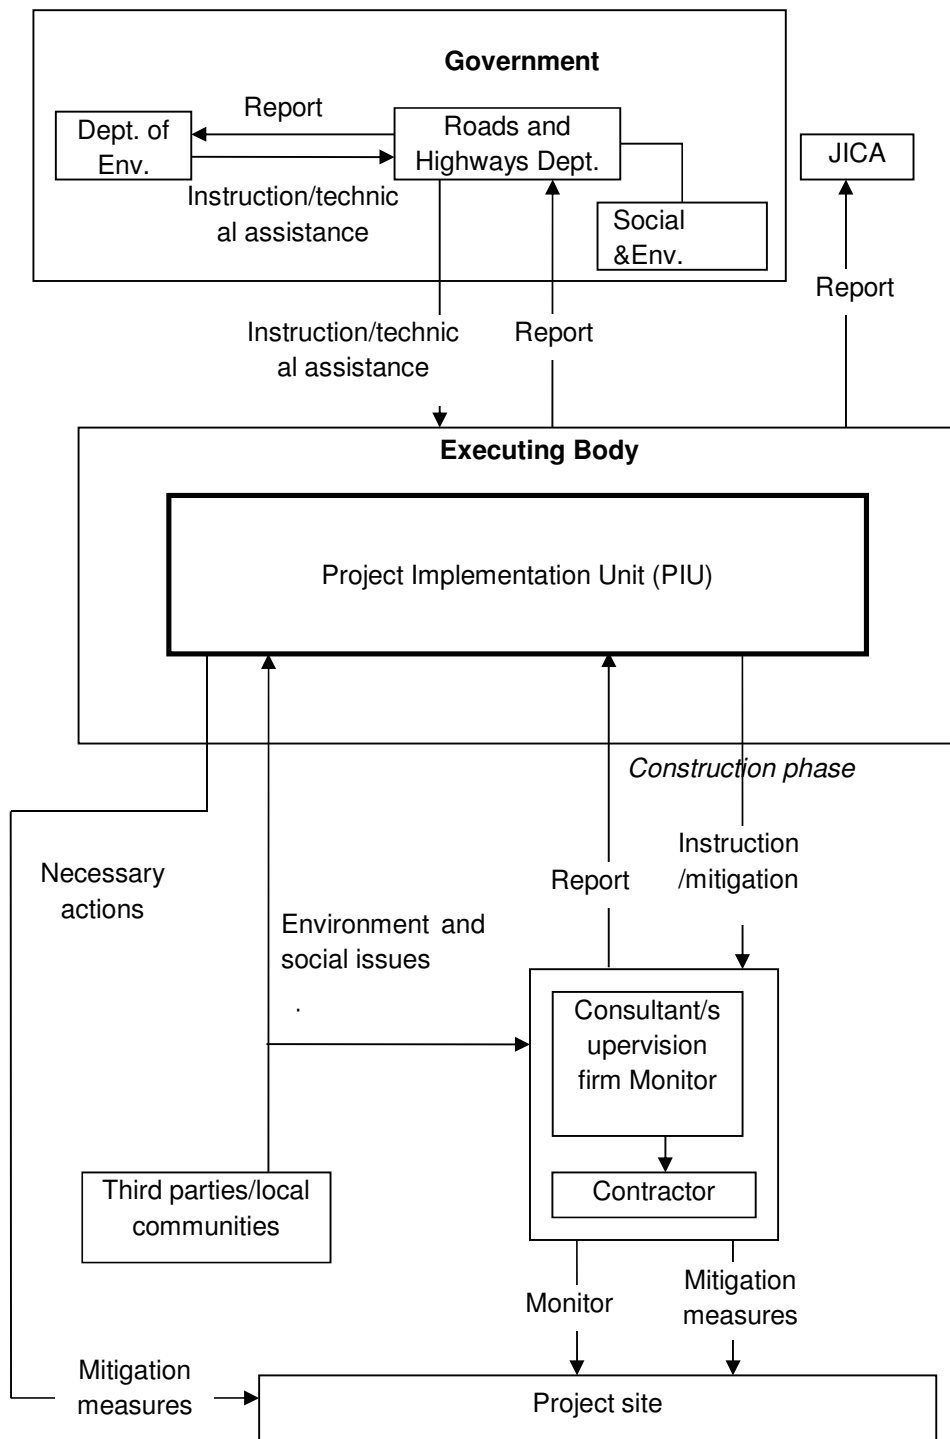 Government
Report
Dept. of
Env.
Roads and
Highways Dept.
JICA
Instruction/technic
al assistance
Social
&Env.
Report
Instruction/technic
al assistance
Report
Executing Body
Project Implementation Unit (PIU)
Construction phase
Necessary
actions
Instruction
/mitigation
Report
Environment and
social issues
.
Consultant/s
upervision
firm Monitor
Third parties/local
communities
Contractor
Monitor
Mitigation
measures
Mitigation
measures
Project site